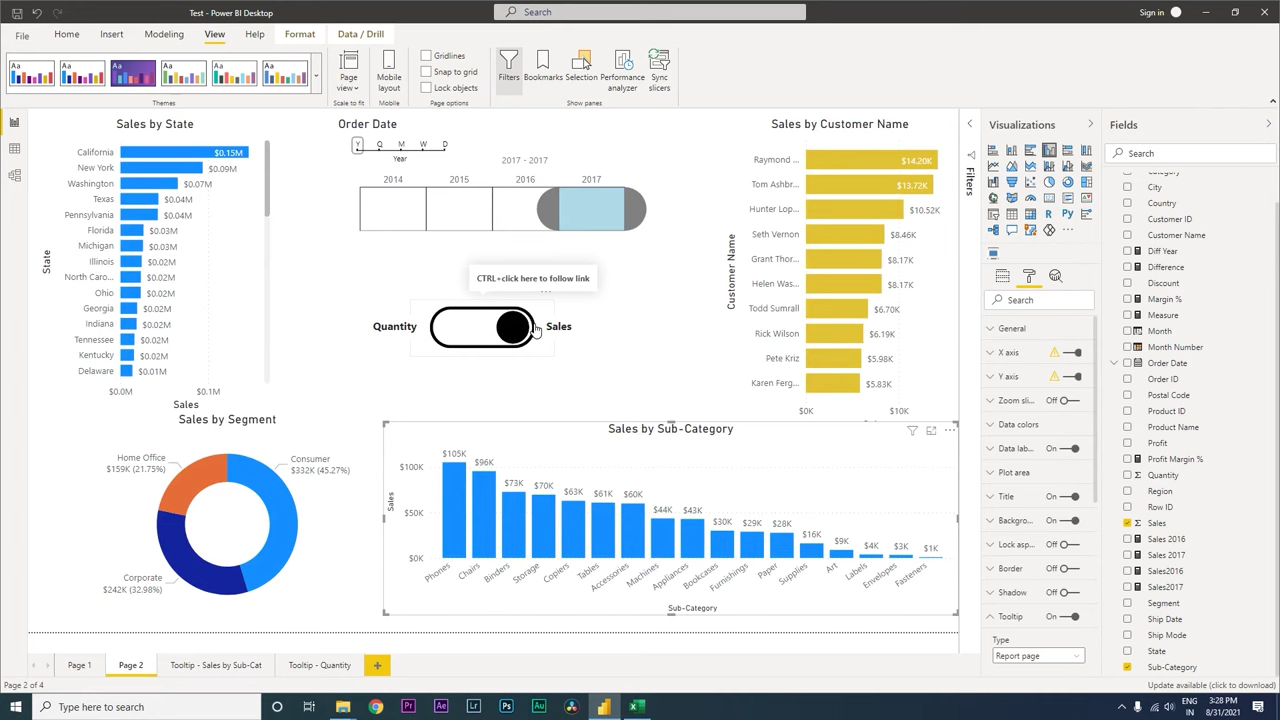 Test - Power BI Desktop
Search
Sign in
File
Home
Insert
Modeling
View
Help
Format
Data / Drill
Page
view
Mobile
layout
Gridlines
Snap to grid
Lock objects
Filters
Bookmarks
Selection
Performance
analyzer
Sync
slicers
Themes
Scale to fit
Mobile
Page options
Show panes
Sales by State
California
$0.15M
New York
$0.09M
Washington
$0.07M
Texas
$0.04M
Pennsylvania
$0.04M
Florida
$0.03M
Michigan
$0.03M
Illinois
$0.02M
North Caro...
$0.02M
Ohio
$0.02M
Georgia
$0.02M
Indiana
$0.02M
Tennessee
$0.02M
Kentucky
$0.02M
Delaware
$0.01M
State
$0.0M
$0.1M
Sales
Order Date
Y Q M W D
Year
2017 - 2017
2014
2015
2016
2017
CTRL+click here to follow link
Quantity
Sales
Sales by Customer Name
Raymond ...
$14.20K
Tom Ashbr...
$13.72K
Hunter Lop...
$10.52K
Seth Vernon
$8.46K
Grant Thor...
$8.17K
Helen Was...
$8.17K
Todd Sumrall
$6.70K
Rick Wilson
$6.19K
Pete Kriz
$5.98K
Karen Ferg...
$5.83K
Customer Name
$0K
$10K
Sales by Segment
Home Office
$159K (21.75%)
Consumer
$332K (45.27%)
Corporate
$242K (32.98%)
Sales by Sub-Category
$100K
$50K
$0K
Sales
$105K
$96K
$73K
$70K
$63K
$61K
$60K
$44K
$43K
$30K
$29K
$28K
$16K
$9K
$4K
$3K
$1K
Phones
Chairs
Binders
Storage
Copiers
Tables
Accessories
Machines
Appliances
Bookcases
Furnishings
Paper
Supplies
Art
Labels
Envelopes
Fasteners
Sub-Category
Filters
Visualizations
R
Py
Search
General
X axis
Y axis
Zoom sli...
Off
Data colors
Data lab...
On
Plot area
Title
On
Backgro...
On
Lock asp...
Off
Border
Off
Shadow
Off
Tooltip
On
Type
Report page
Fields
Search
City
Country
Customer ID
Customer Name
Diff Year
Difference
Discount
Margin %
Measure
Month
Month Number
Order Date
Order ID
Postal Code
Product ID
Product Name
Profit
Profit Margin %
Quantity
Region
Row ID
Sales
Sales 2016
Sales 2017
Sales2016
Sales2017
Segment
Ship Date
Ship Mode
State
Sub-Category
Page 1
Page 2
Tooltip - Sales by Sub-Cat
Tooltip Quantity
Page 2 of 4
Update available (click to download)
Type here to search
Pr
Ae
Lr
Ps
Au
ENG
IN
3:28 PM
8/31/2021